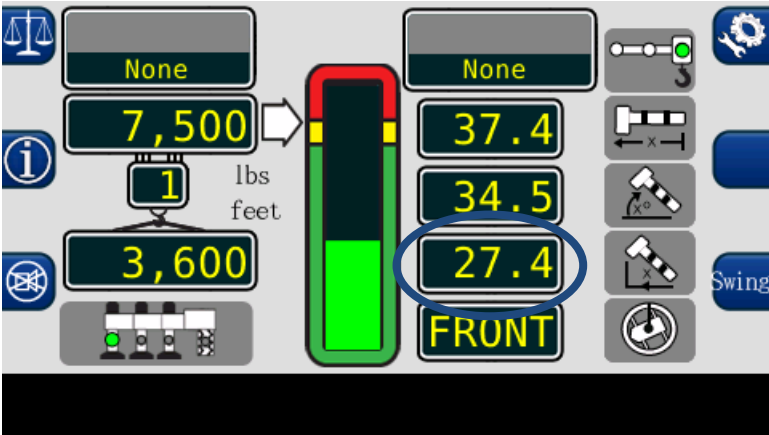 None
None
7,500
37.4
1
lbs
feet
34.5
3,600
27.4
Swing
FRONT
x
x°
x